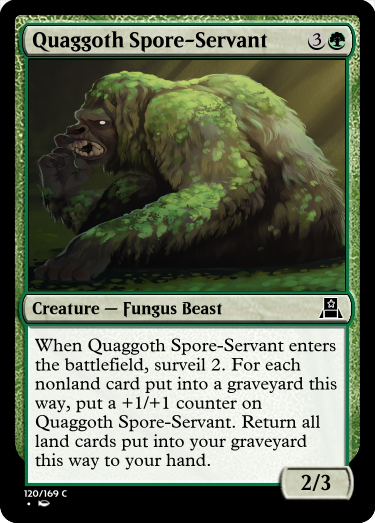 Quaggoth Spore-Servant 3
Creature — Fungus Beast
When Quaggoth Spore-Servant enters
the battlefield, surveil 2. For each
nonland card put into a graveyard this
way, put a +1/+1 counter on
Quaggoth Spore-Servant. Return all
land cards put into your graveyard
this way to your hand.
2/3
120/169 C